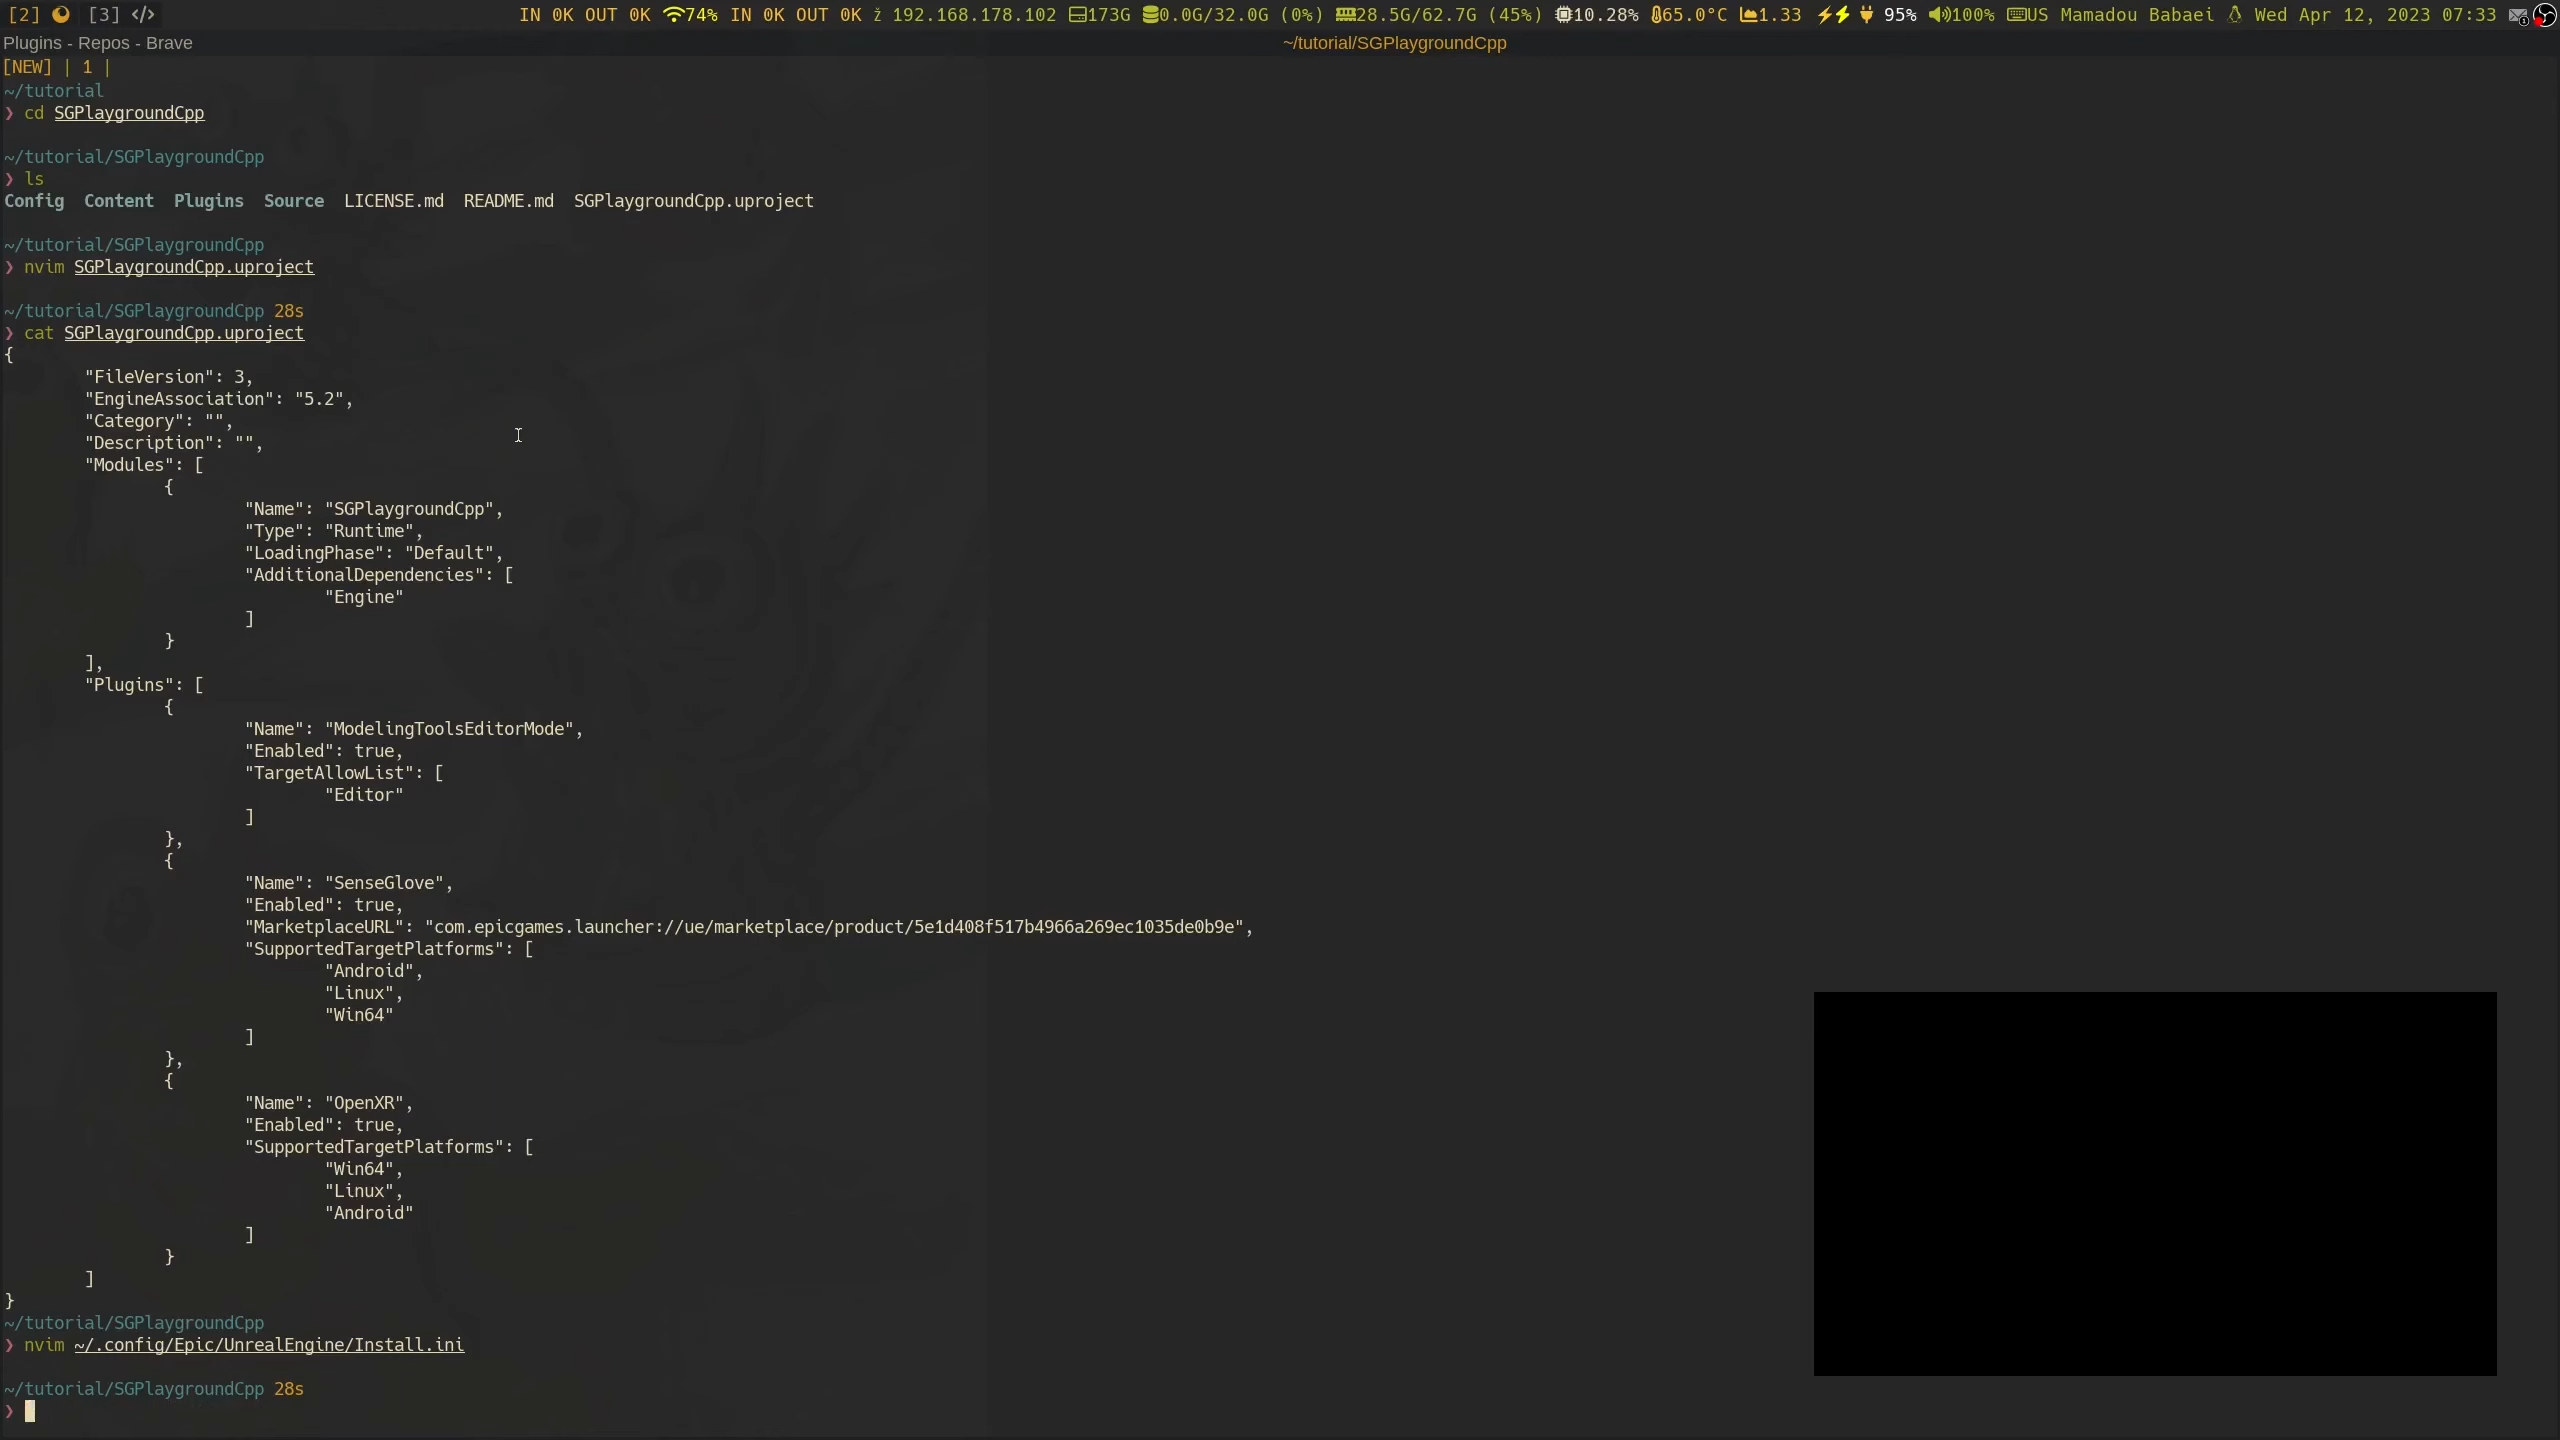 [2] [3] </> IN 0K OUT 0K 74% IN 0K OUT 0K ž 192.168.178.102 173G 0.0G/32.0G (0%) 28.5G/62.7G (45%) 10.28% 65.0°C 1.33 95% 100% US Mamadou Babaei Wed Apr 12, 2023 07:33
Plugins - Repos - Brave ~/tutorial/SGPlaygroundCpp
[NEW] | 1 |
~/tutorial
❯ cd SGPlaygroundCpp
~/tutorial/SGPlaygroundCpp
❯ ls
Config Content Plugins Source LICENSE.md README.md SGPlaygroundCpp.uproject
~/tutorial/SGPlaygroundCpp
❯ nvim SGPlaygroundCpp.uproject
~/tutorial/SGPlaygroundCpp 28s
❯ cat SGPlaygroundCpp.uproject
{
"FileVersion": 3,
"EngineAssociation": "5.2",
"Category": "",
"Description": "",
"Modules": [
{
"Name": "SGPlaygroundCpp",
"Type": "Runtime",
"LoadingPhase": "Default",
"AdditionalDependencies": [
"Engine"
]
}
],
"Plugins": [
{
"Name": "ModelingToolsEditorMode",
"Enabled": true,
"TargetAllowList": [
"Editor"
]
},
{
"Name": "SenseGlove",
"Enabled": true,
"MarketplaceURL": "com.epicgames.launcher://ue/marketplace/product/5e1d408f517b4966a269ec1035de0b9e",
"SupportedTargetPlatforms": [
"Android",
"Linux",
"Win64"
]
},
{
"Name": "OpenXR",
"Enabled": true,
"SupportedTargetPlatforms": [
"Win64",
"Linux",
"Android"
]
}
]
}
~/tutorial/SGPlaygroundCpp
❯ nvim ~/.config/Epic/UnrealEngine/Install.ini
~/tutorial/SGPlaygroundCpp 28s
❯